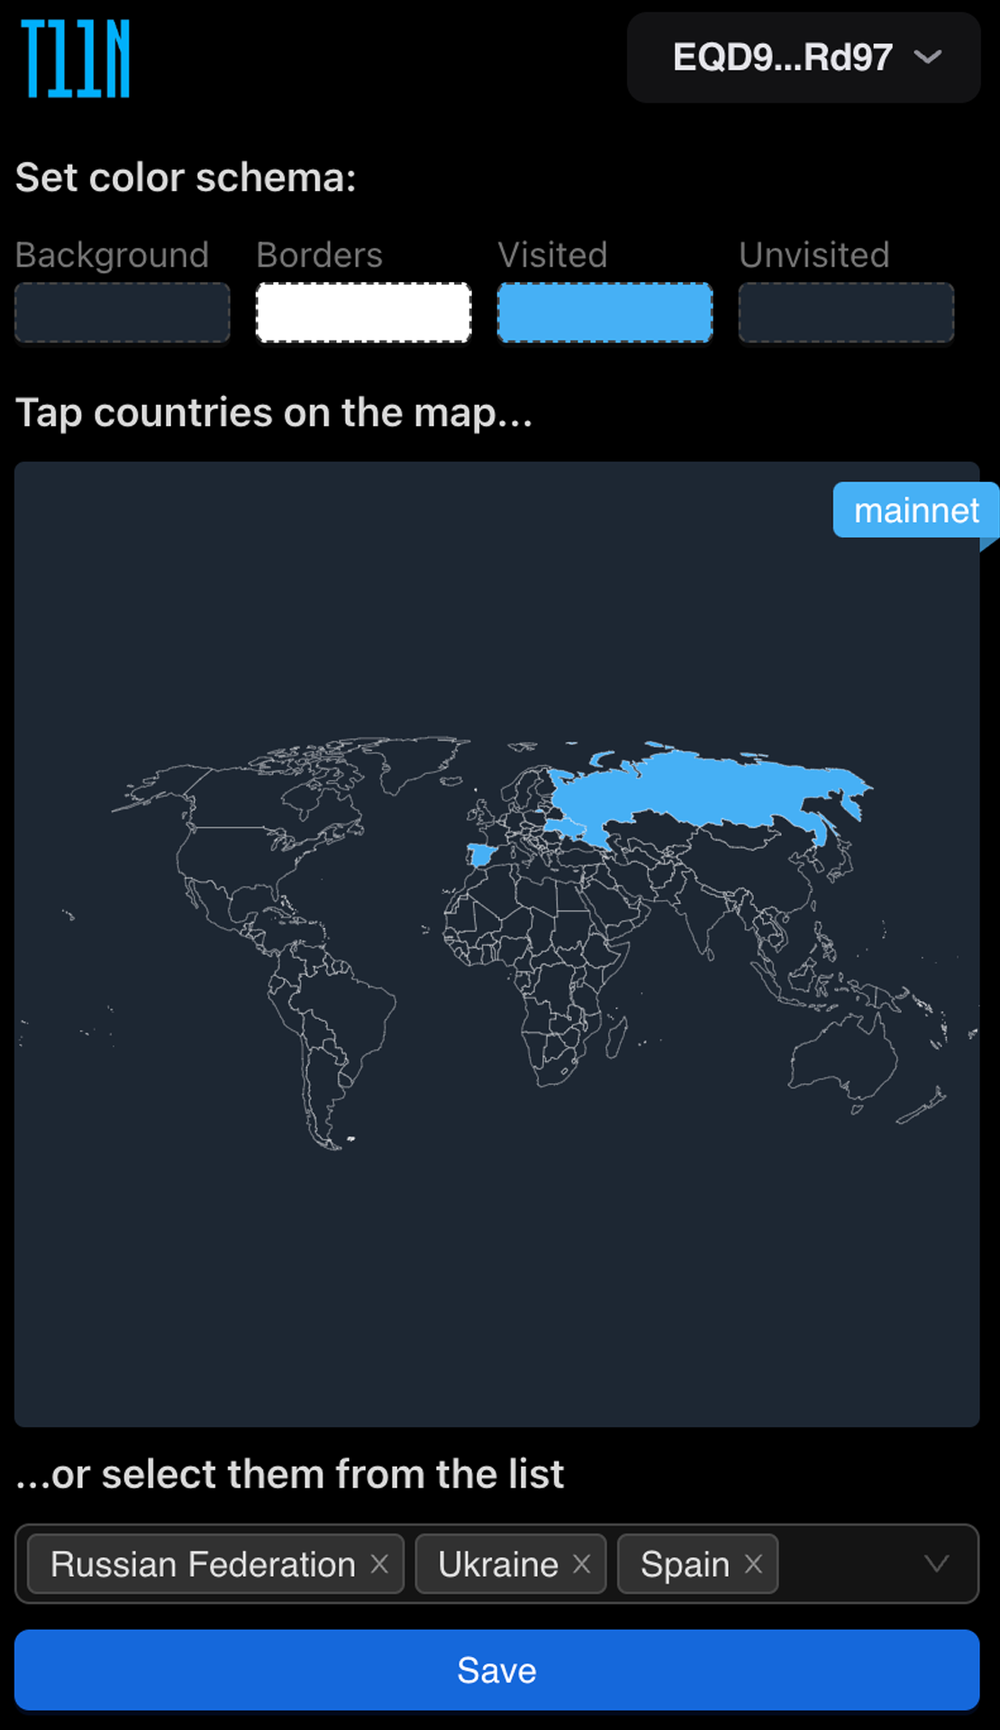 T11N
EQD9...Rd97
Set color schema:
Background Borders Visited Unvisited
Tap countries on the map...
mainnet
...or select them from the list
Russian Federation Ukraine Spain
Save